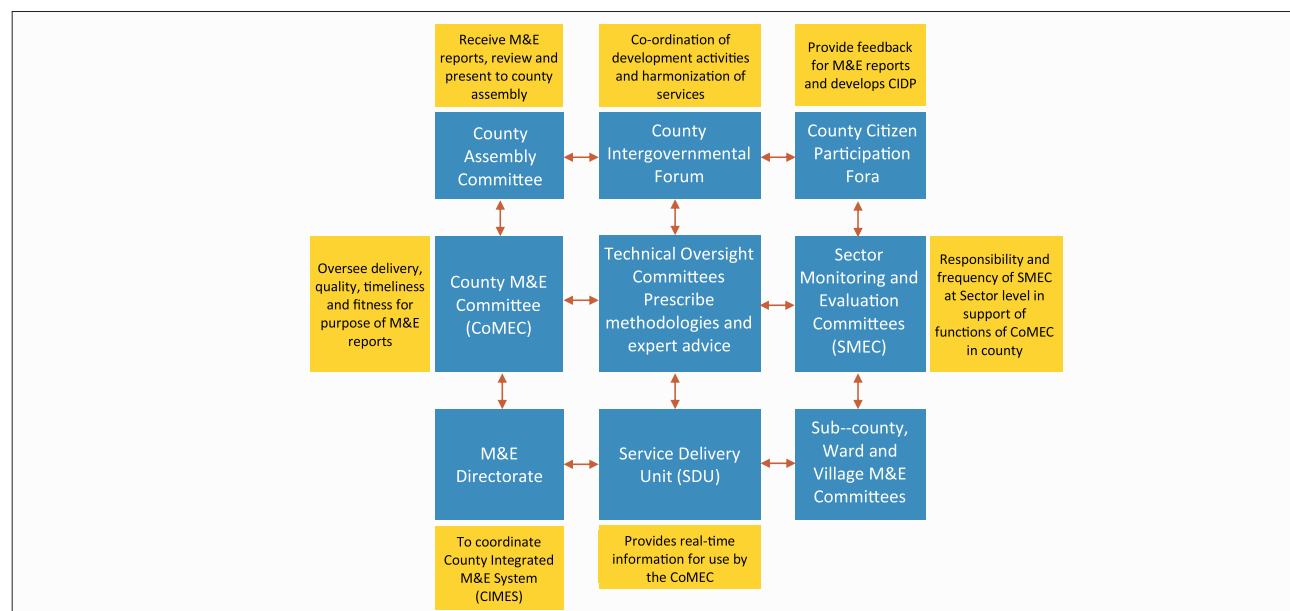 Receive M&E
reports, review and
present to county
assembly
Co-ordination of
development activities
and harmonization of
services
Provide feedback
for M&E reports
and develops CIDP
County
Assembly
Committee
County
Intergovernmental
Forum
County Citizen
Participation
Fora
Oversee delivery,
quality, timeliness
and fitness for
purpose of M&E
reports
County M&E
Committee
(CoMEC)
Technical Oversight
Committees
Prescribe
methodologies and
expert advice
Sector
Monitoring and
Evaluation
Committees
(SMEC)
Responsibility and
frequency of SMEC
at Sector level in
support of
functions of CoMEC
in county
M&E
Directorate
Service Delivery
Unit (SDU)
Sub--county,
Ward and
Village M&E
Committees
To coordinate
County Integrated
M&E System
(CIMES)
Provides real-time
information for use by
the CoMEC